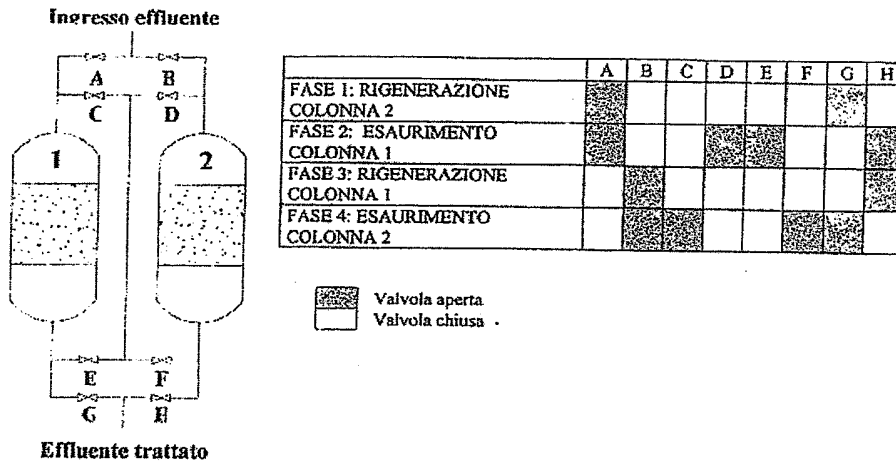 Ingresso effluente
A B
C D
1 2
E F
G H
Effluente trattato
A B C D E F G H
FASE 1: RIGENERAZIONE
COLONNA 2
FASE 2: ESAURIMENTO
COLONNA 1
FASE 3: RIGENERAZIONE
COLONNA 1
FASE 4: ESAURIMENTO
COLONNA 2
Valvola aperta
Valvola chiusa .